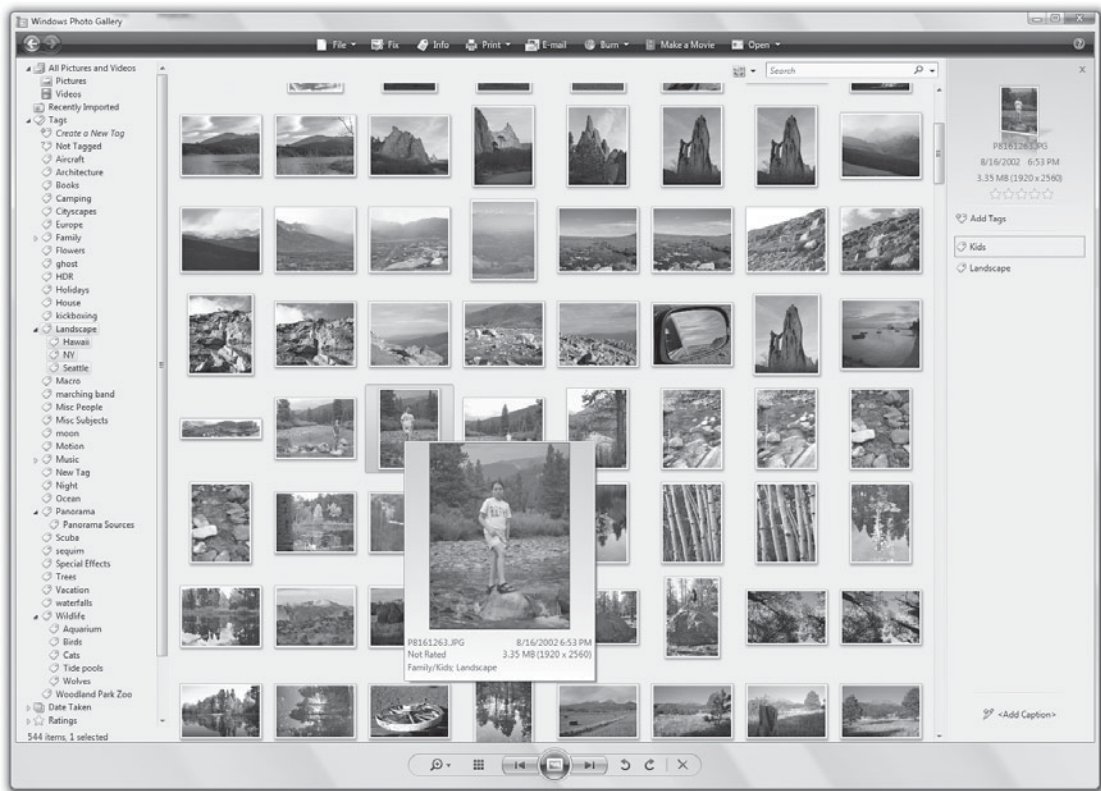 Windows Photo Gallery
File Fix Info Print E-mail Burn Make a Movie Open
All Pictures and Videos
Pictures
Videos
Recently Imported
Tags
Create a New Tag
Not Tagged
Aircraft
Architecture
Books
Camping
Cityscapes
Europe
Family
Flowers
ghost
HDR
Holidays
House
kickboxing
Landscape
Hawaii
NY
Seattle
Macro
marching band
Misc People
Misc Subjects
moon
Motion
Music
New Tag
Night
Ocean
Panorama
Panorama Sources
Scuba
sequim
Special Effects
Trees
Vacation
waterfalls
Wildlife
Aquarium
Birds
Cats
Tide pools
Wolves
Woodland Park Zoo
Date Taken
Ratings
544 items, 1 selected
Search
P8161263.JPG 8/16/2002 6:53 PM
Not Rated 3.35 MB (1920 x 2560)
Family/Kids; Landscape
P8161263.JPG
8/16/2002 6:53 PM
3.35 MB (1920 x 2560)
Add Tags
Kids
Landscape
<Add Caption>